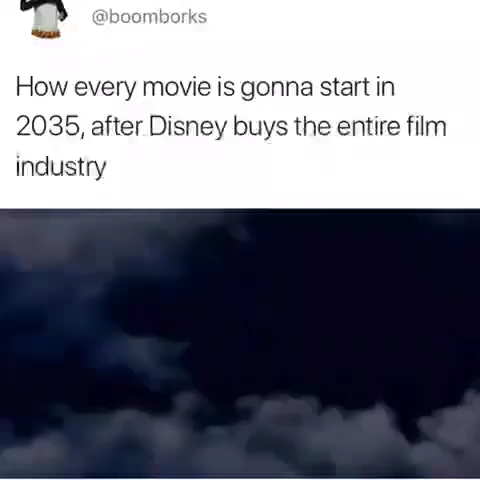 @boomborks
How every movie is gonna start in
2035, after Disney buys the entire film
industry